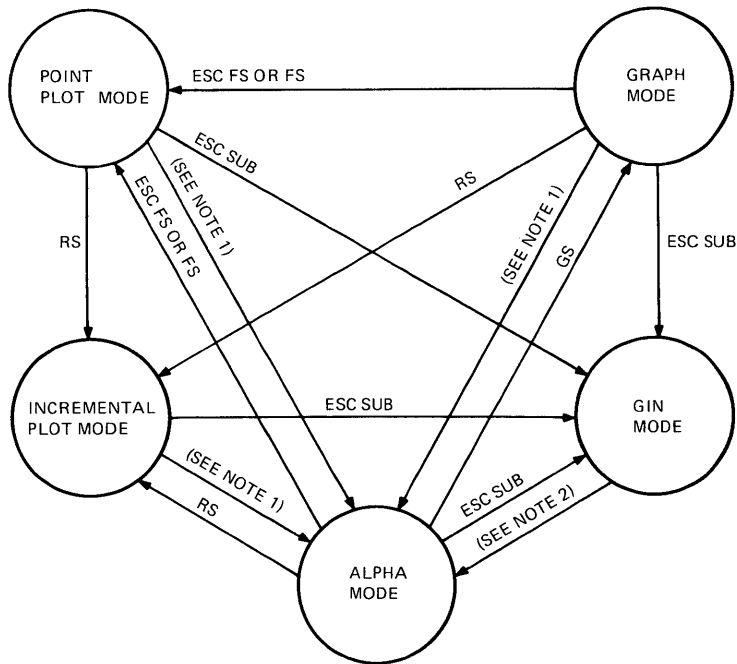 POINT
PLOT MODE
ESC FS OR FS
GRAPH
MODE
ESC SUB
(SEE NOTE 1)
ESC FS OR FS
RS
RS
(SEE NOTE 1)
GS
ESC SUB
INCREMENTAL
PLOT MODE
ESC SUB
GIN
MODE
(SEE NOTE 1)
RS
ESC SUB
(SEE NOTE 2)
ALPHA
MODE